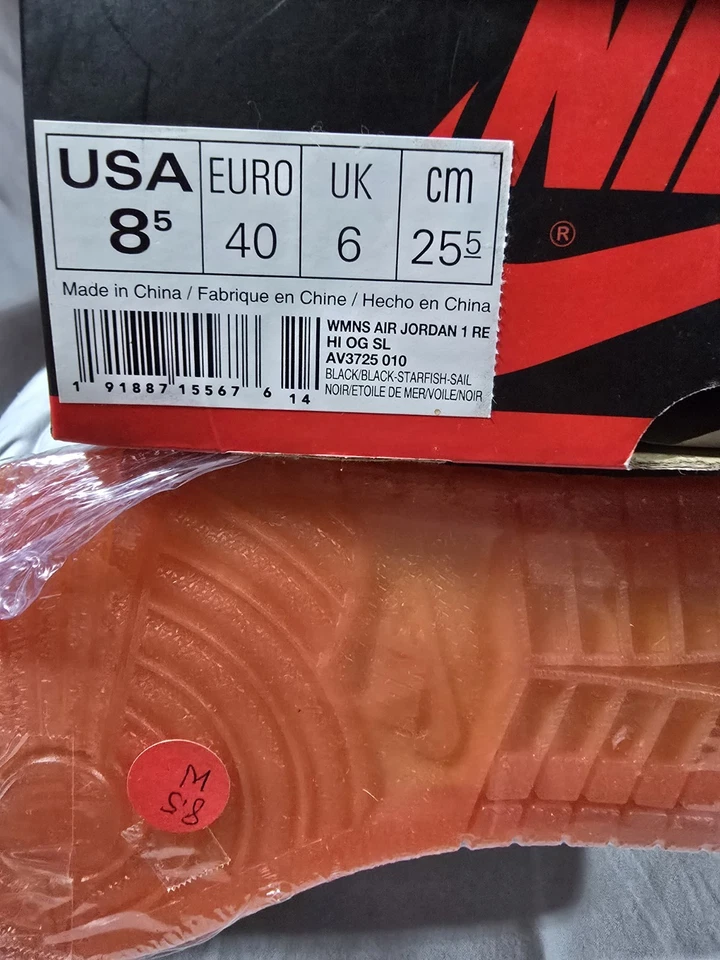 NIK
®
USA EURO UK cm
8⁵ 40 6 25⁵
Made in China / Fabrique en Chine / Hecho en China
WMNS AIR JORDAN 1 RE
HI OG SL
AV3725 010
BLACK/BLACK-STARFISH-SAIL
NOIR/ETOILE DE MER/VOILE/NOIR
1 91887 15567 6 14
W
8.5